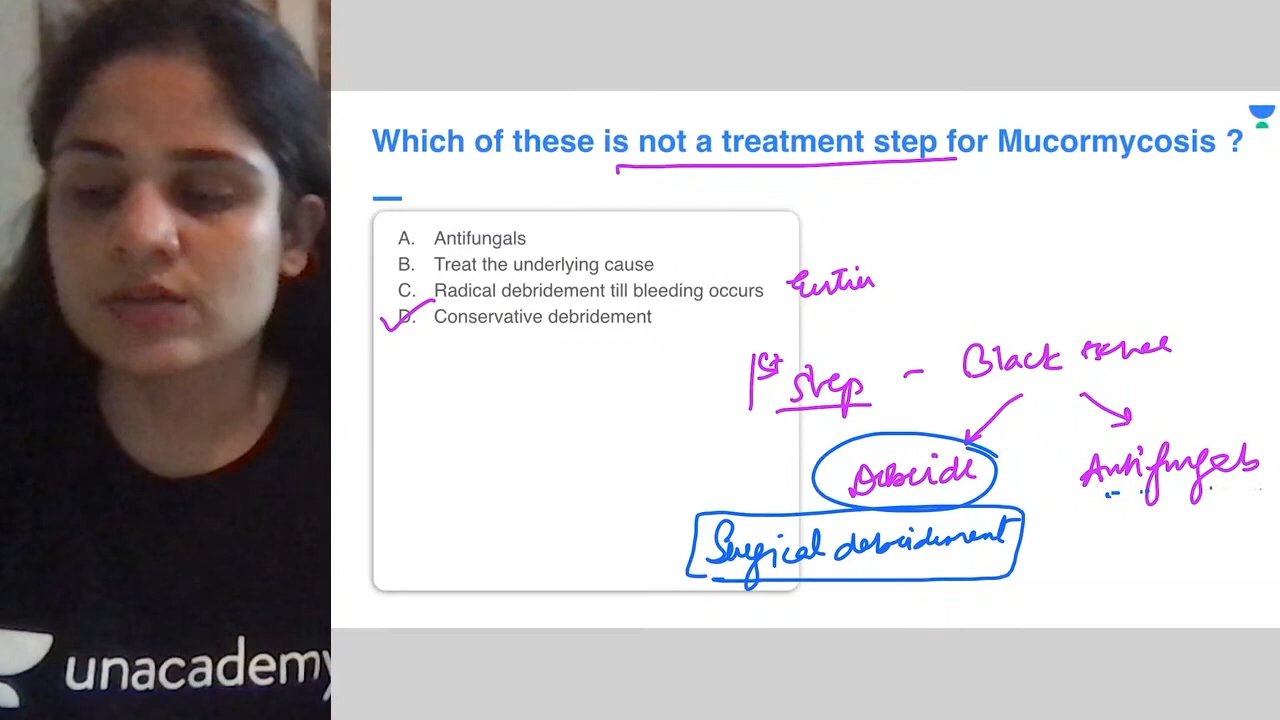 Which of these is not a treatment step for Mucormycosis ?
A. Antifungals
B. Treat the underlying cause
C. Radical debridement till bleeding occurs
D. Conservative debridement
1st step - Black
Debride
Antifungals
Surgical debridement
unacademy